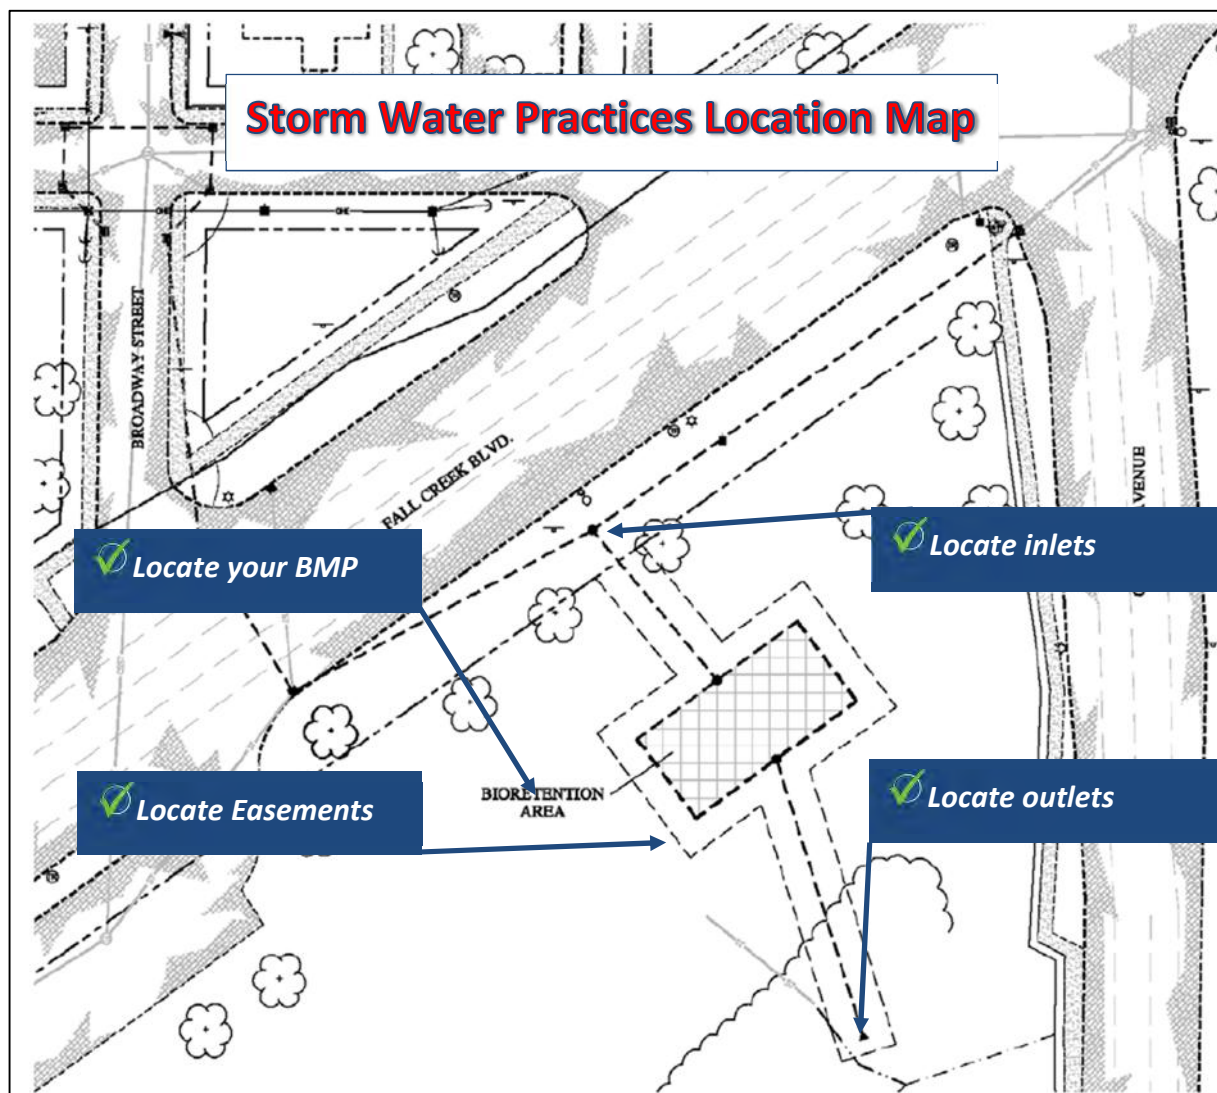 Storm Water Practices Location Map
BROADWAY STREET
FALL CREEK BLVD.
AVENUE
Locate your BMP
Locate inlets
Locate Easements
BIORETENTION
AREA
Locate outlets